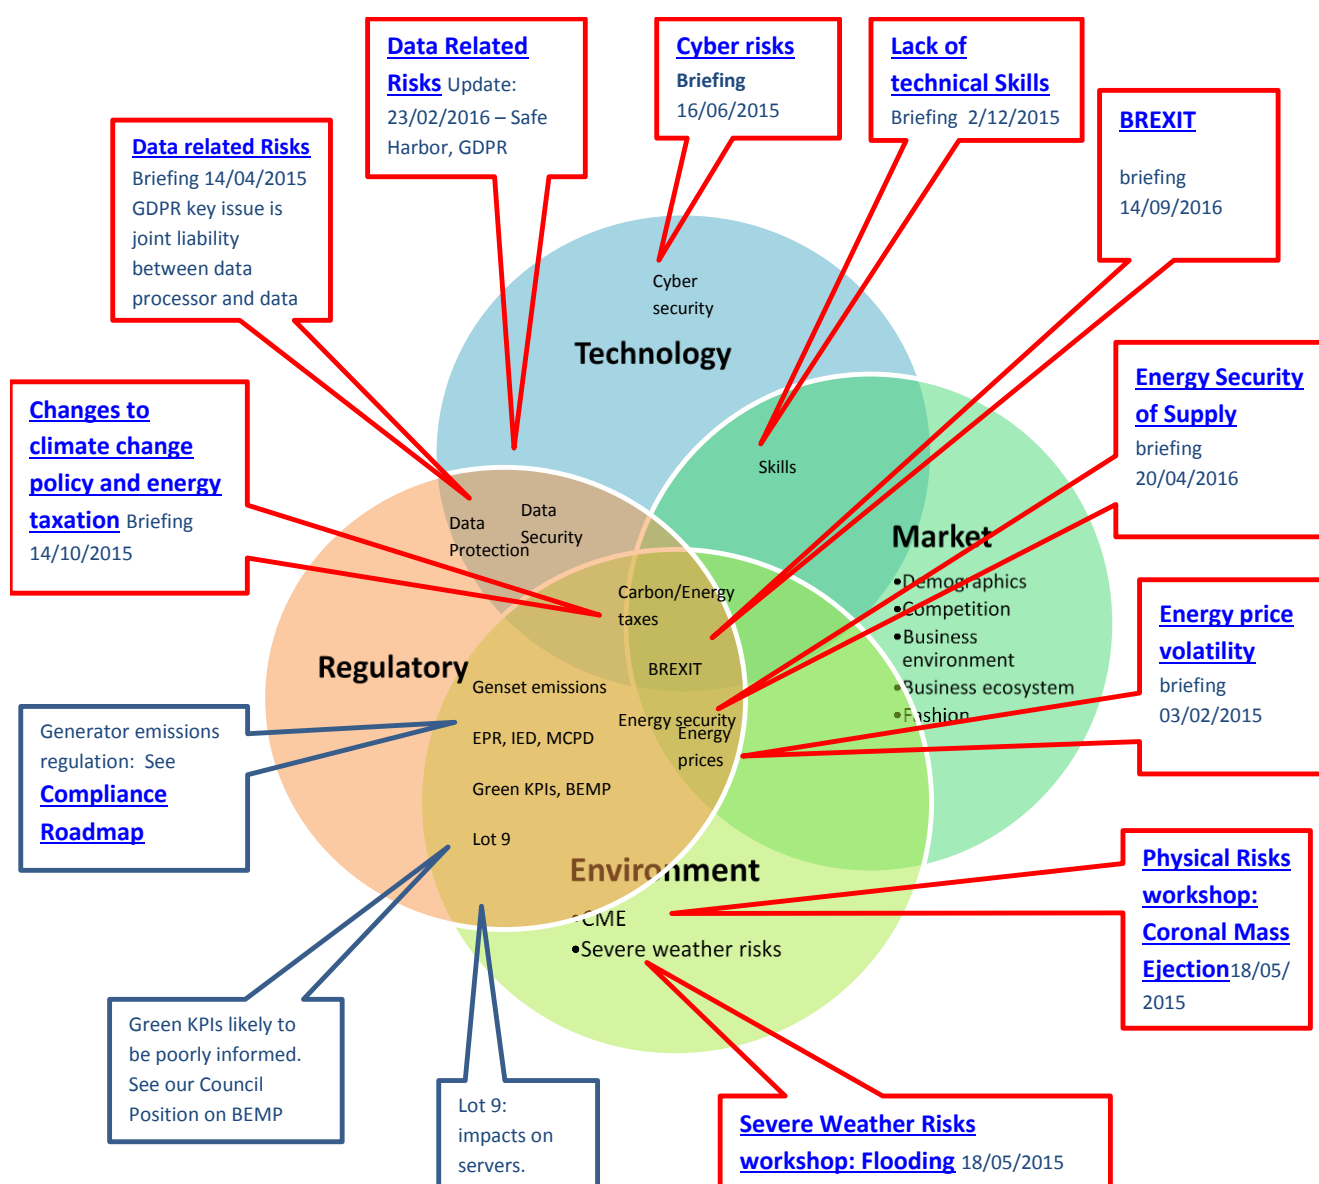 Data Related
Risks Update:
23/02/2016 – Safe
Harbor, GDPR
Cyber risks
Briefing
16/06/2015
Lack of
technical Skills
Briefing 2/12/2015
BREXIT
briefing
14/09/2016
Data related Risks
Briefing 14/04/2015
GDPR key issue is
joint liability
between data
processor and data
Cyber
security
Technology
Energy Security
of Supply
briefing
20/04/2016
Changes to
climate change
policy and energy
taxation Briefing
14/10/2015
Skills
Data
Protection
Data
Security
Market
•Demographics
•Competition
•Business
environment
•Business ecosystem
•Fashion
Carbon/Energy
taxes
BREXIT
Energy price
volatility
briefing
03/02/2015
Regulatory
Genset emissions
Energy security
Energy
prices
EPR, IED, MCPD
Green KPIs, BEMP
Lot 9
Generator emissions
regulation: See
Compliance
Roadmap
Environment
•CME
•Severe weather risks
Physical Risks
workshop:
Coronal Mass
Ejection18/05/
2015
Green KPIs likely to
be poorly informed.
See our Council
Position on BEMP
Lot 9:
impacts on
servers.
Severe Weather Risks
workshop: Flooding 18/05/2015